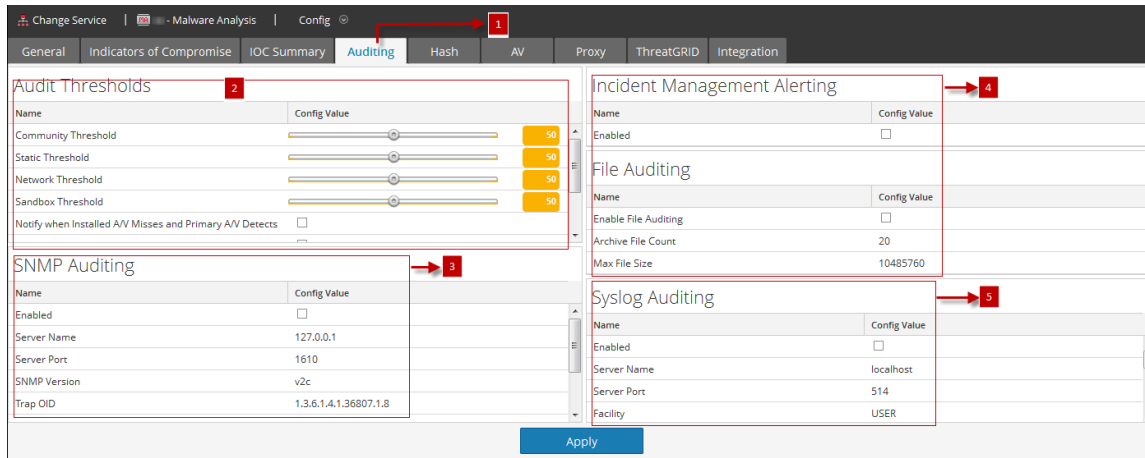 Change Service | MA - Malware Analysis | Config
1
General Indicators of Compromise IOC Summary Auditing Hash AV Proxy ThreatGRID Integration
Audit Thresholds
2
Name Config Value
Community Threshold 50
Static Threshold 50
Network Threshold 50
Sandbox Threshold 50
Notify when Installed A/V Misses and Primary A/V Detects
SNMP Auditing
3
Name Config Value
Enabled
Server Name 127.0.0.1
Server Port 1610
SNMP Version v2c
Trap OID 1.3.6.1.4.1.36807.1.8
Incident Management Alerting
4
Name Config Value
Enabled
File Auditing
Name Config Value
Enable File Auditing
Archive File Count 20
Max File Size 10485760
Syslog Auditing
5
Name Config Value
Enabled
Server Name localhost
Server Port 514
Facility USER
Apply